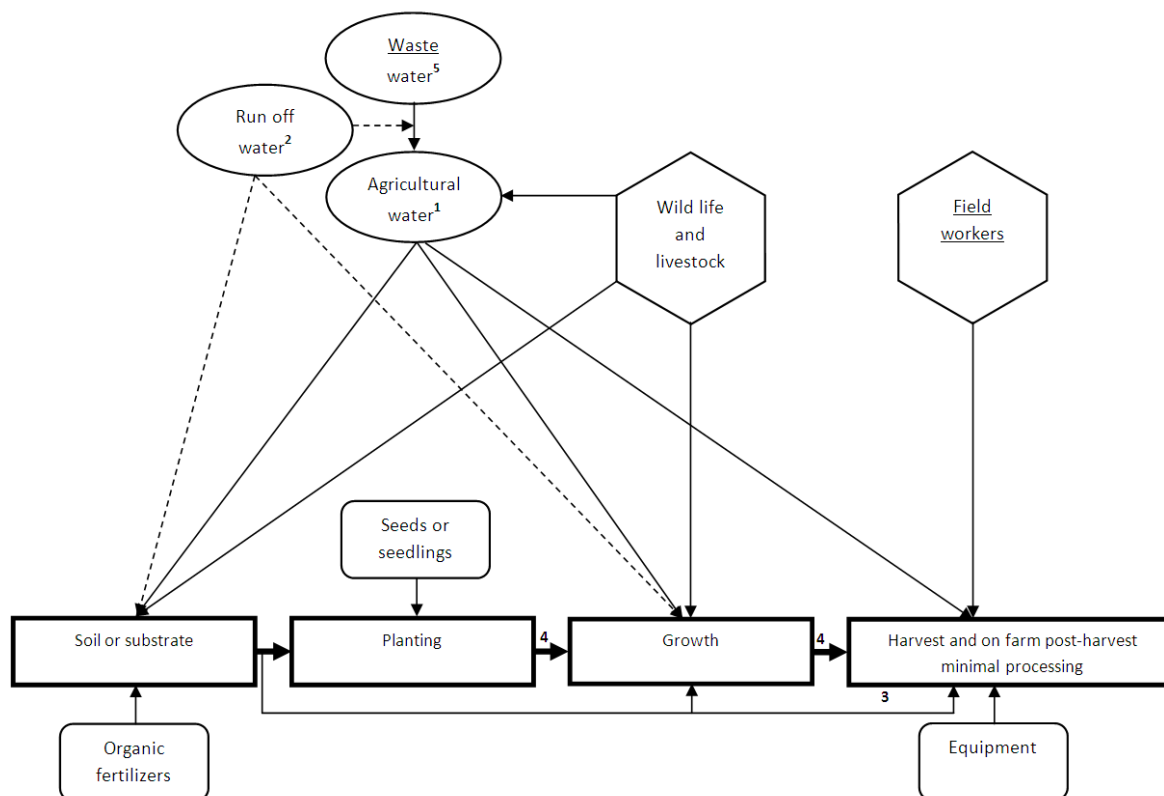 Waste
water5
Run off
water2
Agricultural
water1
Wild life
and
livestock
Field
workers
Seeds or
seedlings
Soil or substrate
Planting
4
Growth
4
Harvest and on farm post-harvest
minimal processing
3
Organic
fertilizers
Equipment